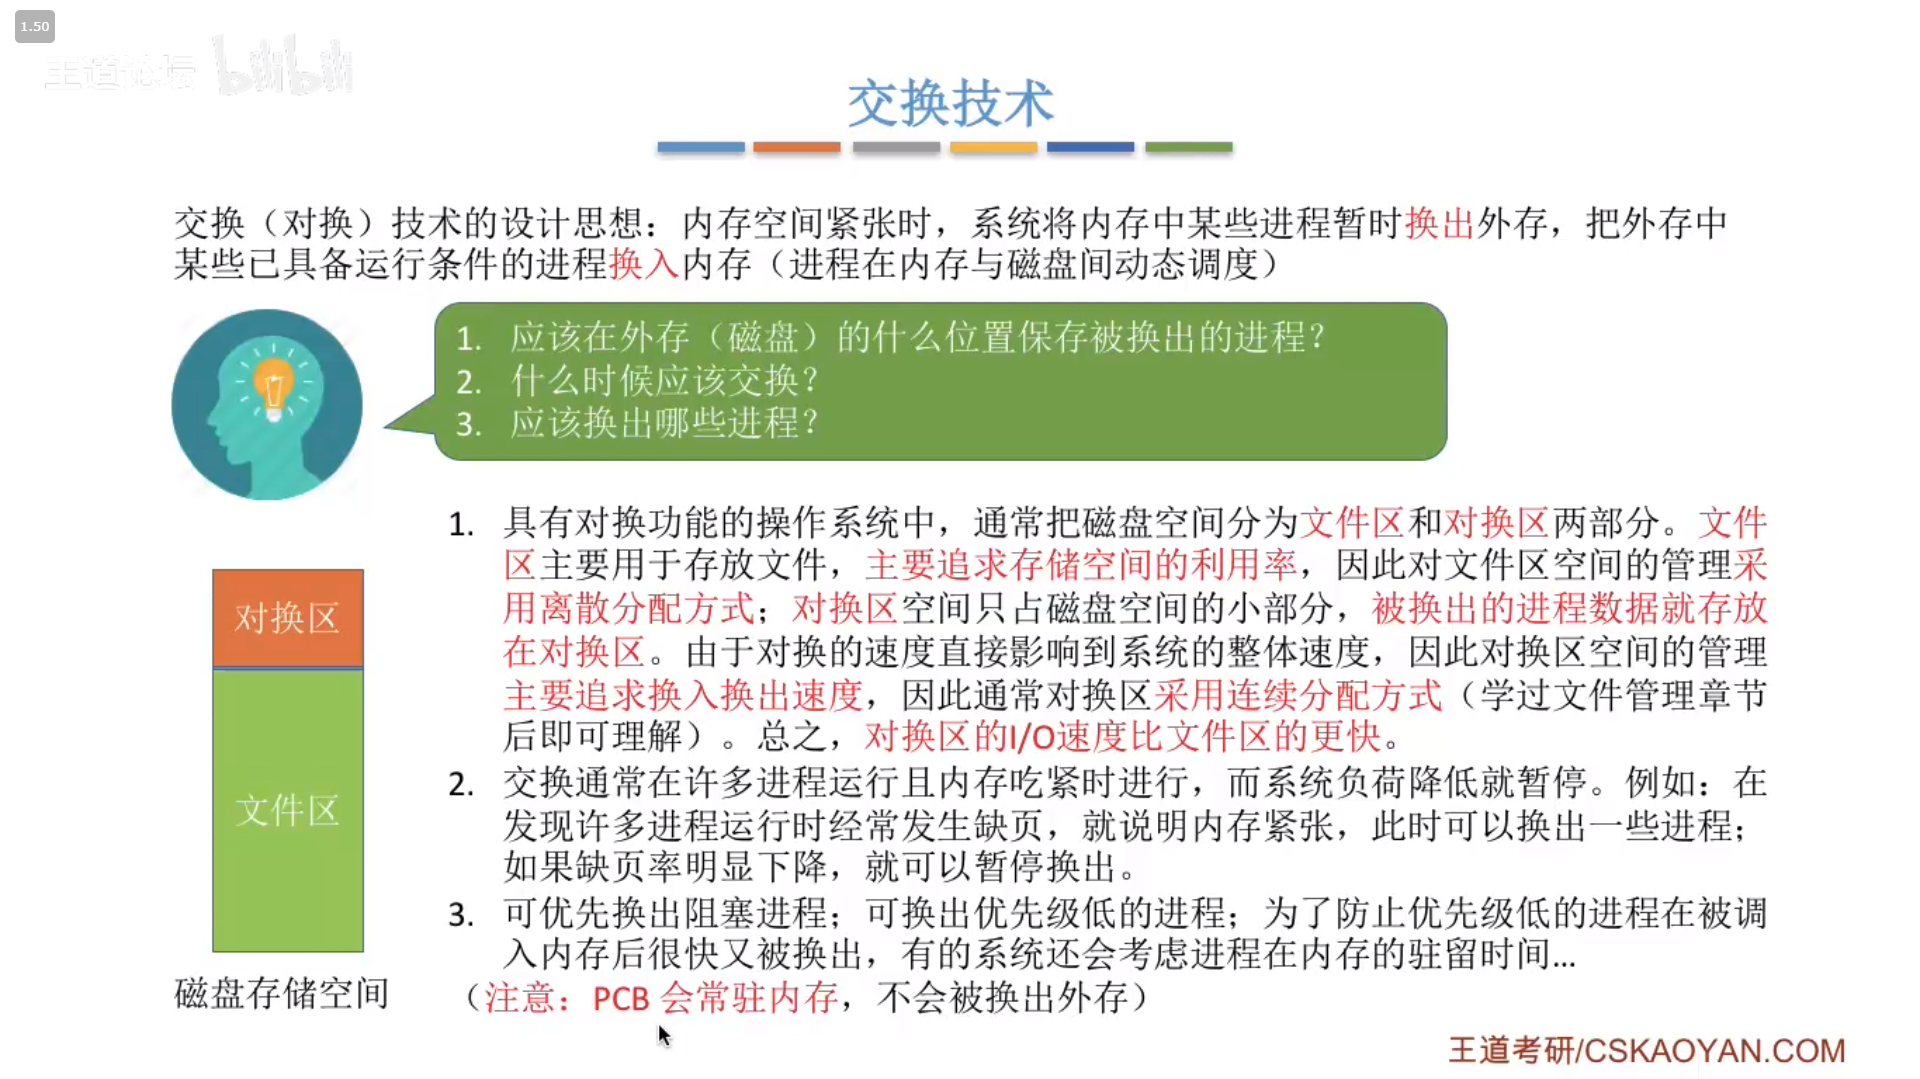 1.50
王道论坛 bilibili
交换技术
交换（对换）技术的设计思想：内存空间紧张时，系统将内存中某些进程暂时换出外存，把外存中
某些已具备运行条件的进程换入内存（进程在内存与磁盘间动态调度）
1. 应该在外存（磁盘）的什么位置保存被换出的进程？
2. 什么时候应该交换？
3. 应该换出哪些进程？
1. 具有对换功能的操作系统中，通常把磁盘空间分为文件区和对换区两部分。文件
区主要用于存放文件，主要追求存储空间的利用率，因此对文件区空间的管理采
用离散分配方式；对换区空间只占磁盘空间的小部分，被换出的进程数据就存放
在对换区。由于对换的速度直接影响到系统的整体速度，因此对换区空间的管理
主要追求换入换出速度，因此通常对换区采用连续分配方式（学过文件管理章节
后即可理解）。总之，对换区的I/O速度比文件区的更快。
2. 交换通常在许多进程运行且内存吃紧时进行，而系统负荷降低就暂停。例如：在
发现许多进程运行时经常发生缺页，就说明内存紧张，此时可以换出一些进程；
如果缺页率明显下降，就可以暂停换出。
3. 可优先换出阻塞进程；可换出优先级低的进程；为了防止优先级低的进程在被调
入内存后很快又被换出，有的系统还会考虑进程在内存的驻留时间…
（注意：PCB 会常驻内存，不会被换出外存）
对换区
文件区
磁盘存储空间
王道考研/CSKAOYAN.COM